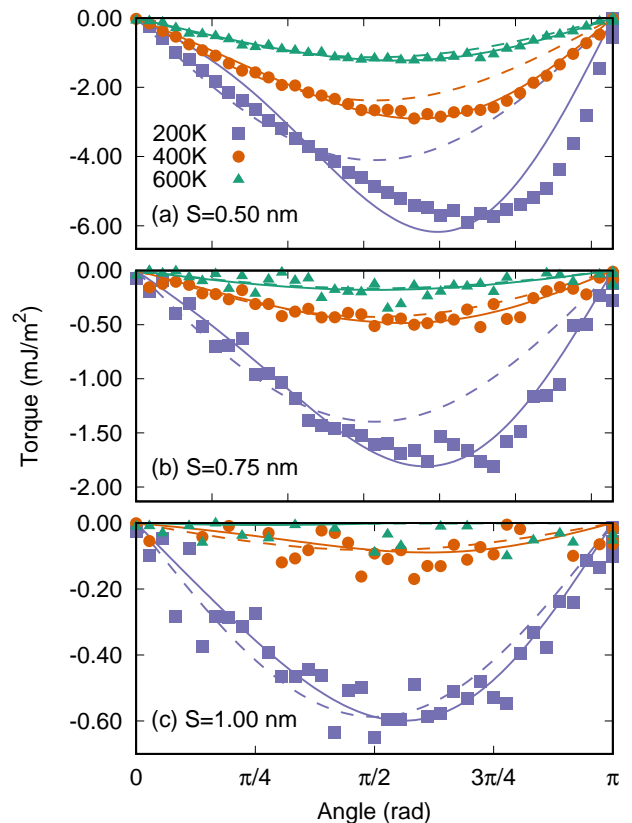 0.00
-2.00
-4.00
-6.00
200K
400K
600K
(a) S=0.50 nm
0.00
-0.50
-1.00
-1.50
-2.00
(b) S=0.75 nm
Torque (mJ/m²)
0.00
-0.20
-0.40
-0.60
(c) S=1.00 nm
0 π/4 π/2 3π/4 π
Angle (rad)